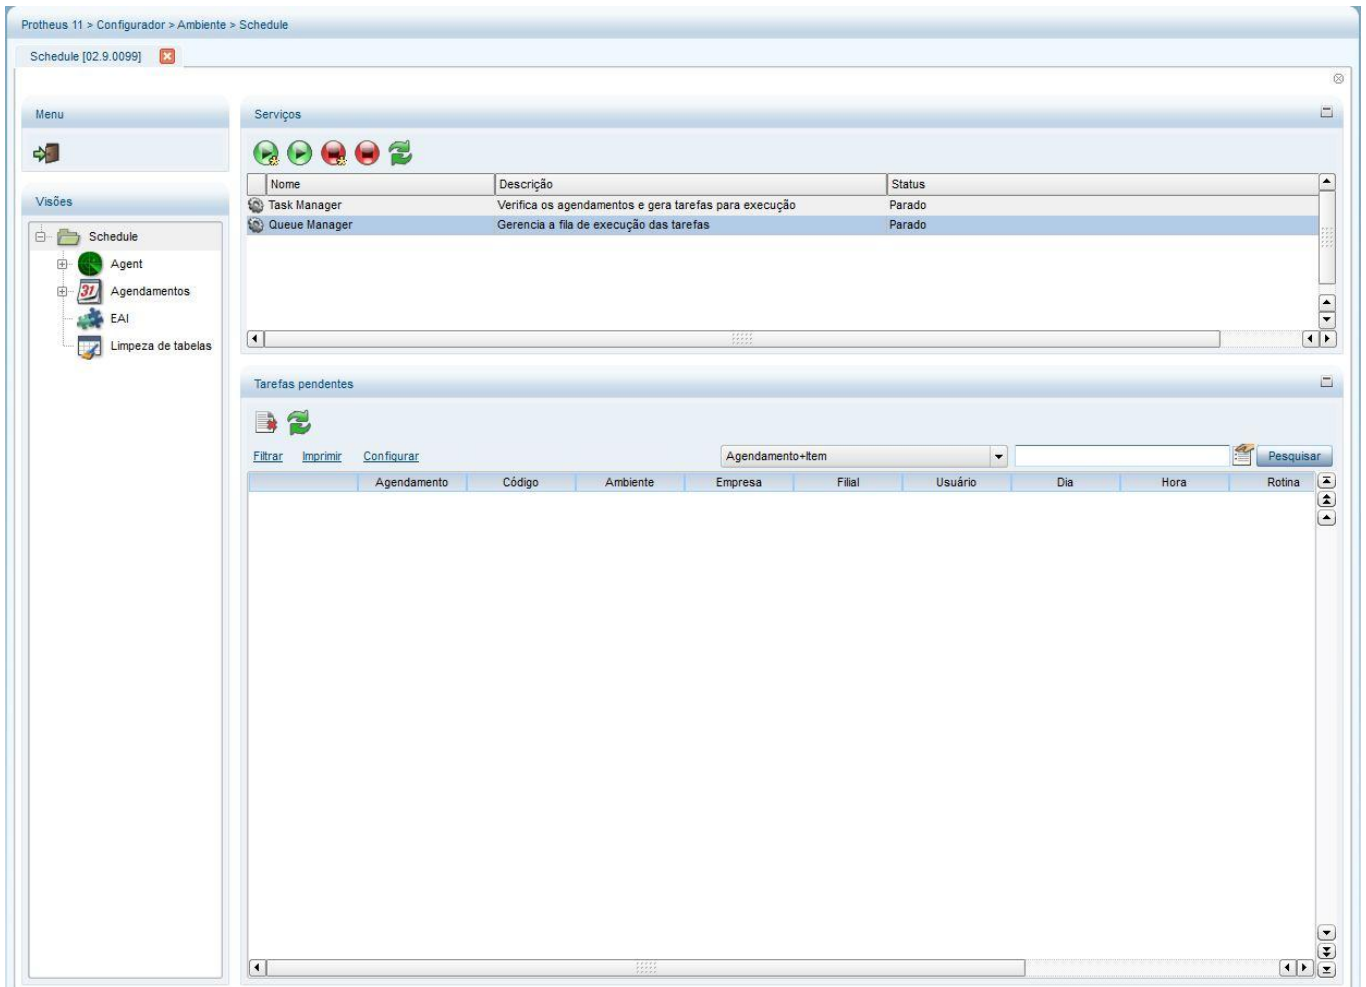 Protheus 11 > Configurador > Ambiente > Schedule
Schedule [02.9.0099]
Menu
Visões
Schedule
Agent
31
Agendamentos
EAI
Limpeza de tabelas
Serviços
Nome Descrição Status
Task Manager Verifica os agendamentos e gera tarefas para execução Parado
Queue Manager Gerencia a fila de execução das tarefas Parado
Tarefas pendentes
Filtrar Imprimir Configurar Agendamento+Item Pesquisar
Agendamento Código Ambiente Empresa Filial Usuário Dia Hora Rotina